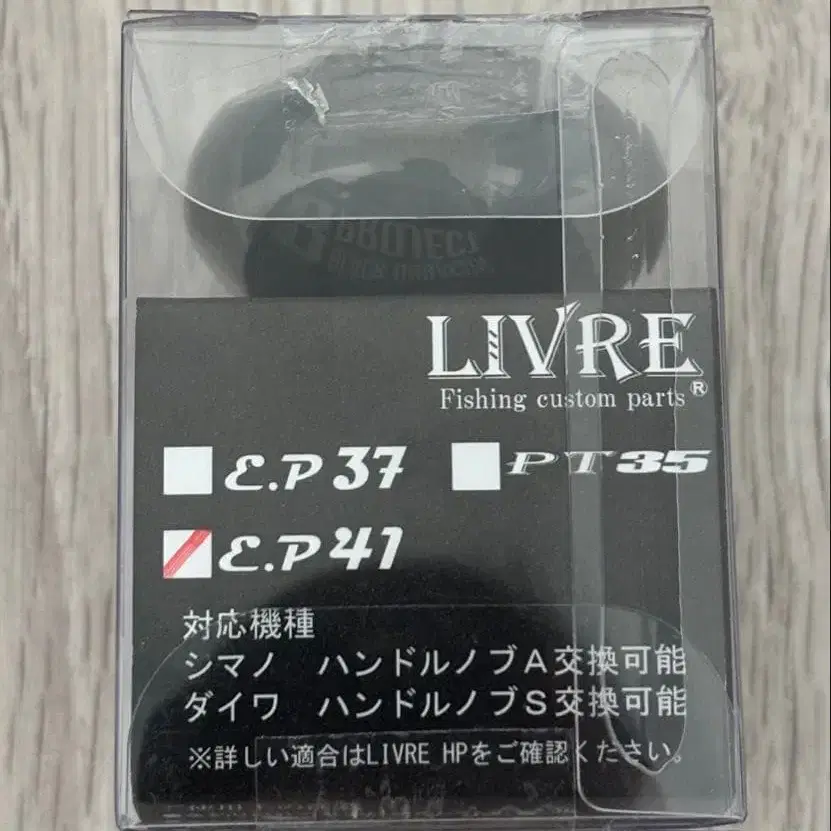 PROJECT
LIVRE
Fishing custom parts®
E.P 37
PT35
E.P 41
対応機種
シマノ ハンドルノブA交換可能
ダイワ ハンドルノブS交換可能
※詳しい適合はLIVRE HPをご確認ください。